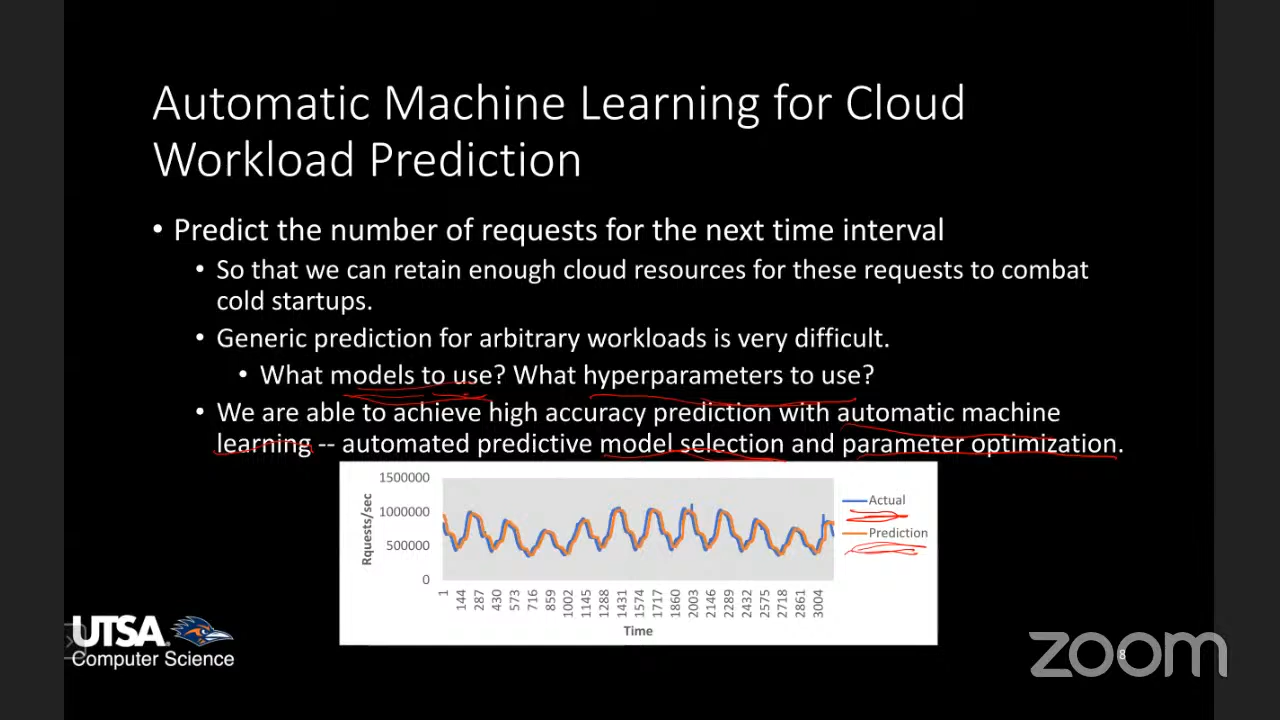 Automatic Machine Learning for Cloud
Workload Prediction
• Predict the number of requests for the next time interval
• So that we can retain enough cloud resources for these requests to combat
cold startups.
• Generic prediction for arbitrary workloads is very difficult.
• What models to use? What hyperparameters to use?
• We are able to achieve high accuracy prediction with automatic machine
learning -- automated predictive model selection and parameter optimization.
1500000
1000000
500000
0
Rquests/sec
Actual
Prediction
1 144 287 430 573 716 859 1002 1145 1288 1431 1574 1717 1860 2003 2146 2289 2432 2575 2718 2861 3004
Time
UTSA.
Computer Science
8
zoom